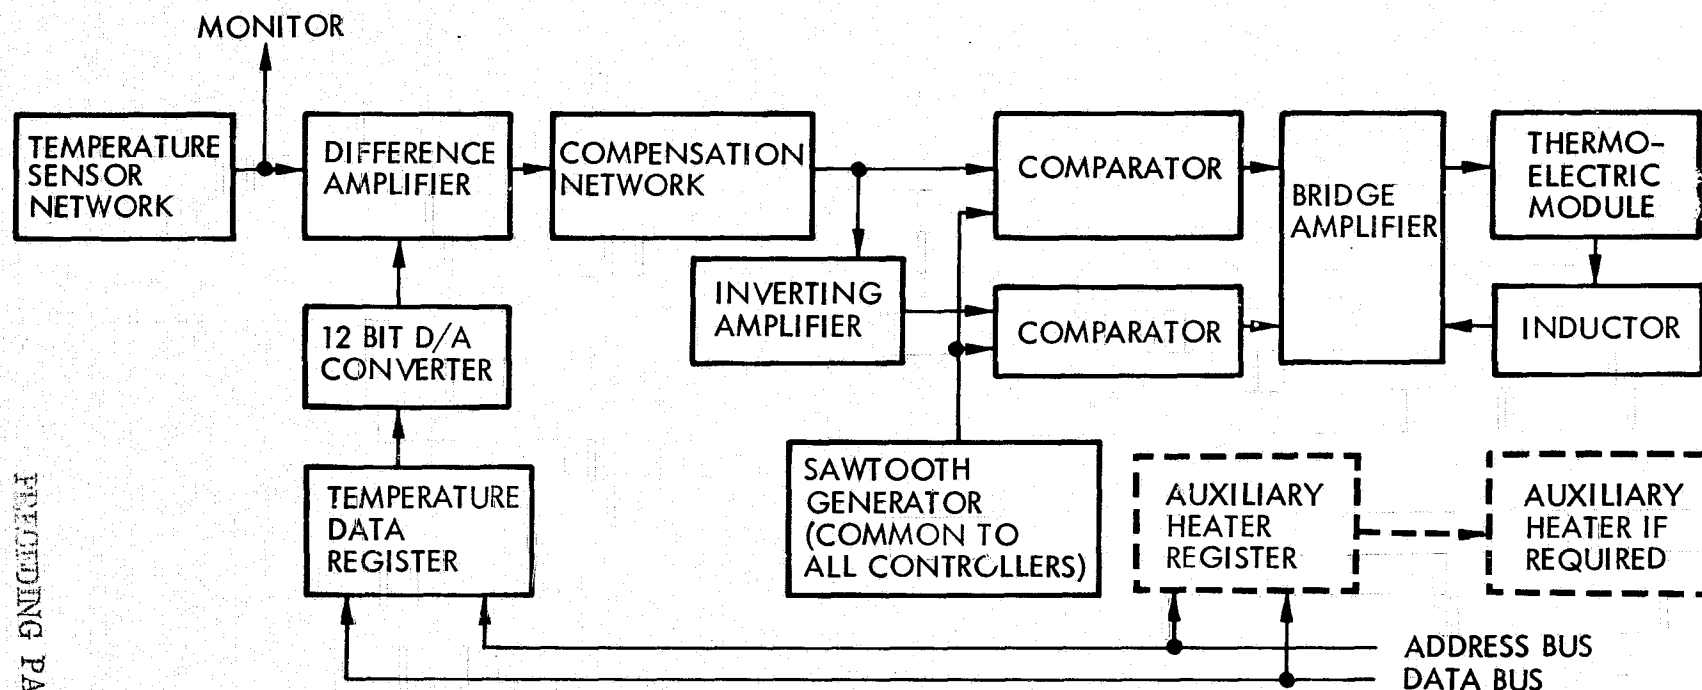 MONITOR
TEMPERATURE
SENSOR
NETWORK
DIFFERENCE
AMPLIFIER
COMPENSATION
NETWORK
COMPARATOR
BRIDGE
AMPLIFIER
THERMO-
ELECTRIC
MODULE
INVERTING
AMPLIFIER
COMPARATOR
INDUCTOR
12 BIT D/A
CONVERTER
TEMPERATURE
DATA
REGISTER
SAWTOOTH
GENERATOR
(COMMON TO
ALL CONTROLLERS)
AUXILIARY
HEATER
REGISTER
AUXILIARY
HEATER IF
REQUIRED
ADDRESS BUS
DATA BUS